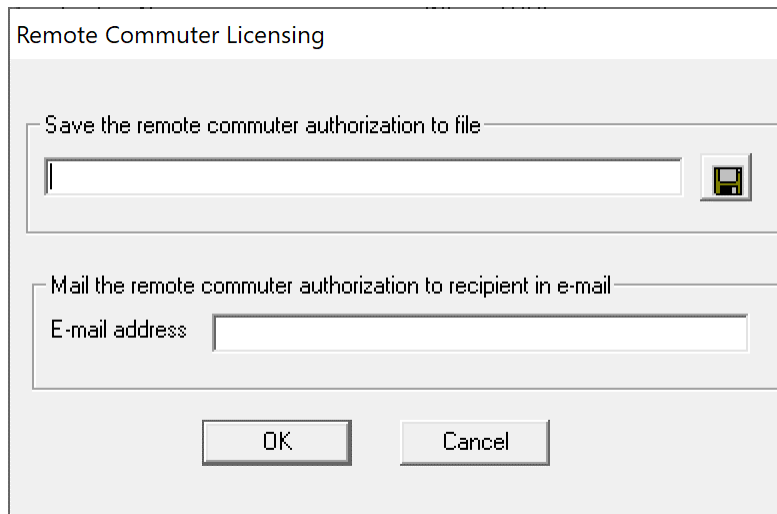 Remote Commuter Licensing
Save the remote commuter authorization to file
Mail the remote commuter authorization to recipient in e-mail
E-mail address
OK
Cancel